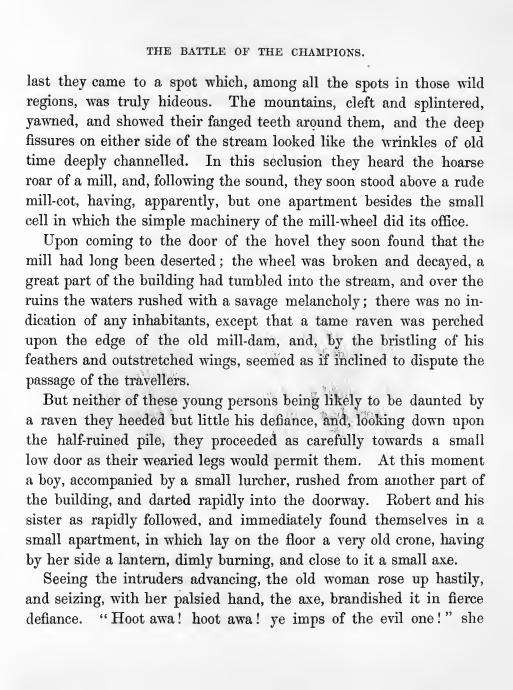 THE BATTLE OF THE CHAMPIONS.
last they came to a spot which, among all the spots in those wild
regions, was truly hideous. The mountains, cleft and splintered,
yawned, and showed their fanged teeth around them, and the deep
fissures on either side of the stream looked like the wrinkles of old
time deeply channelled. In this seclusion they heard the hoarse
roar of a mill, and, following the sound, they soon stood above a rude
mill-cot, having, apparently, but one apartment besides the small
cell in which the simple machinery of the mill-wheel did its office.
Upon coming to the door of the hovel they soon found that the
mill had long been deserted; the wheel was broken and decayed, a
great part of the building had tumbled into the stream, and over the
ruins the waters rushed with a savage melancholy; there was no in-
dication of any inhabitants, except that a tame raven was perched
upon the edge of the old mill-dam, and, by the bristling of his
feathers and outstretched wings, seemed as if inclined to dispute the
passage of the travellers.
But neither of these young persons being likely to be daunted by
a raven they heeded but little his defiance, and, looking down upon
the half-ruined pile, they proceeded as carefully towards a small
low door as their wearied legs would permit them. At this moment
a boy, accompanied by a small lurcher, rushed from another part of
the building, and darted rapidly into the doorway. Robert and his
sister as rapidly followed, and immediately found themselves in a
small apartment, in which lay on the floor a very old crone, having
by her side a lantern, dimly burning, and close to it a small axe.
Seeing the intruders advancing, the old woman rose up hastily,
and seizing, with her palsied hand, the axe, brandished it in fierce
defiance. "Hoot awa! hoot awa! ye imps of the evil one!" she